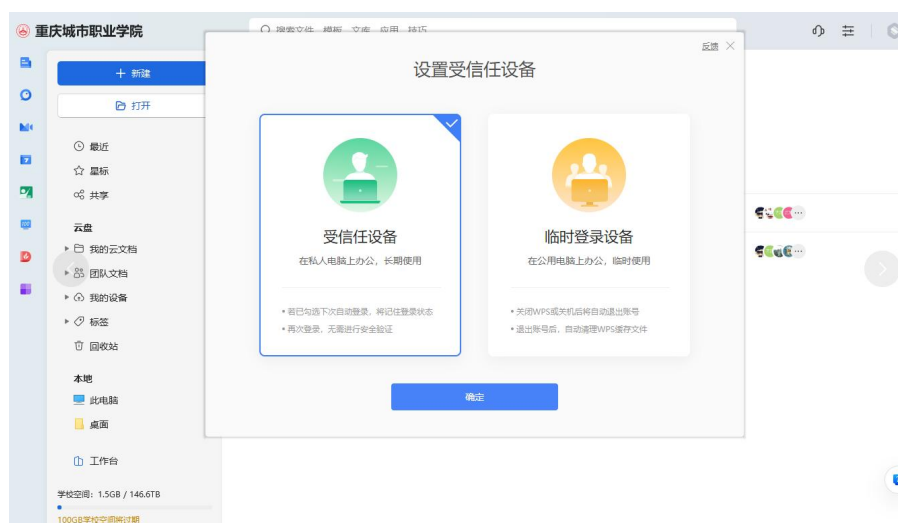 重庆城市职业学院
搜索文件 模板 文库 应用 技巧
反馈
设置受信任设备
+ 新建
打开
最近
星标
共享
云盘
我的云文档
团队文档
我的设备
标签
回收站
本地
此电脑
桌面
工作台
学校空间：1.5GB / 146.6TB
100GB学校空间将过期
受信任设备
在私人电脑上办公，长期使用
• 若已勾选下次自动登录，将记住登录状态
• 再次登录，无需进行安全验证
临时登录设备
在公用电脑上办公，临时使用
• 关闭WPS或关机后将自动退出账号
• 退出账号后，自动清理WPS缓存文件
确定